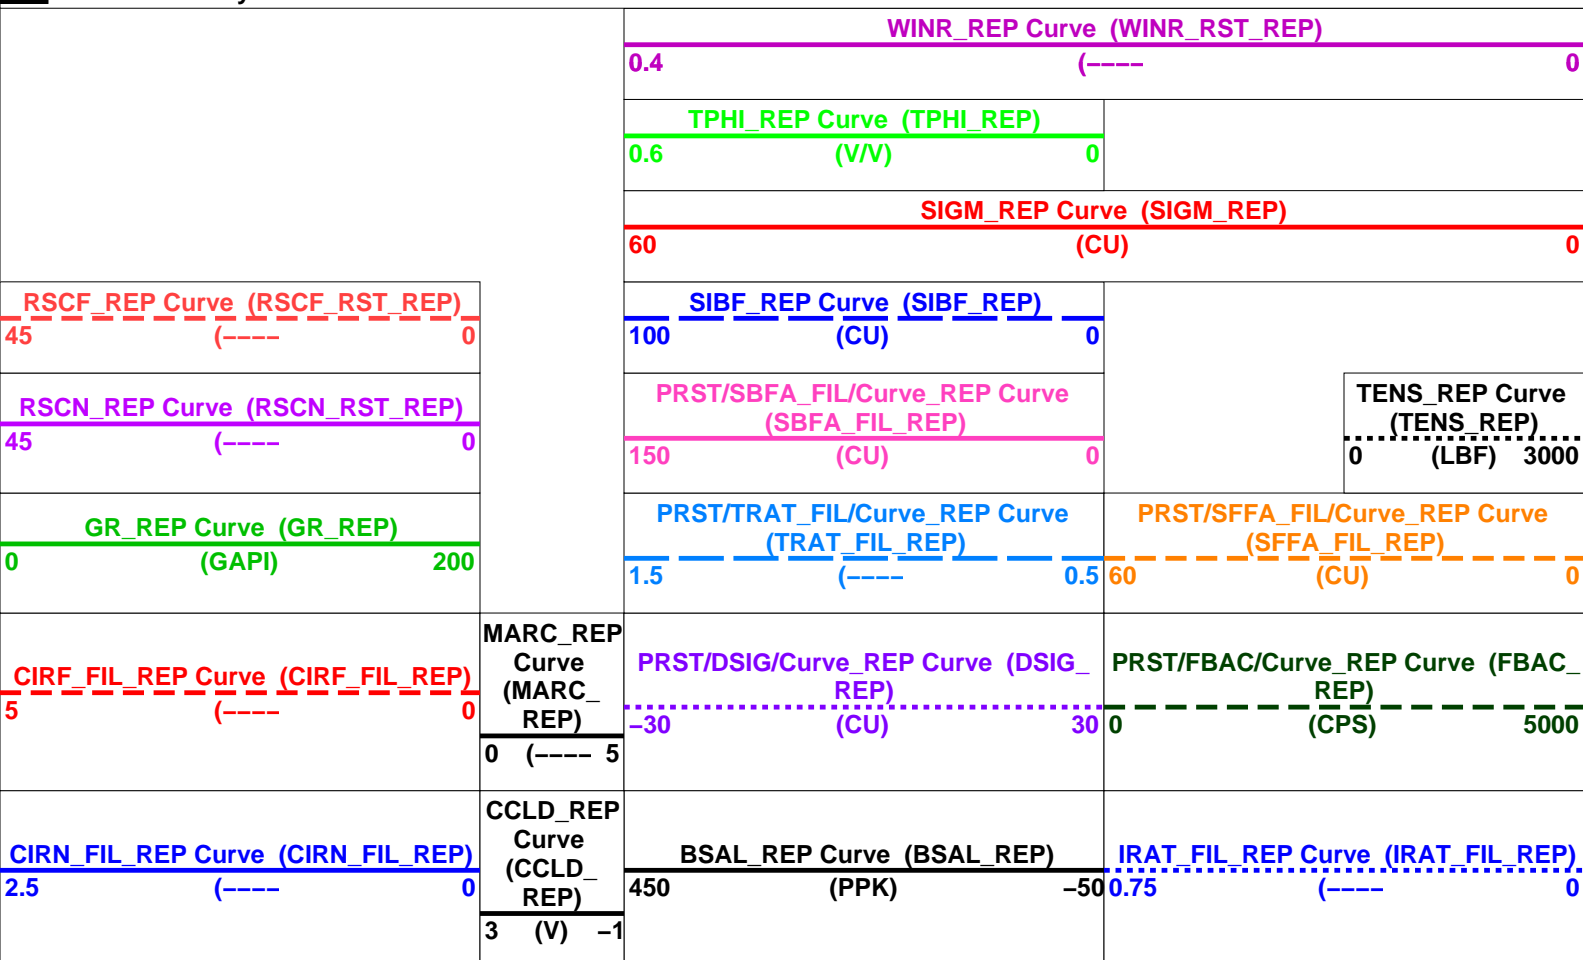 WINR_REP Curve (WINR_RST_REP)
0.4 (---- 0
TPHI_REP Curve (TPHI_REP)
0.6 (V/V) 0
SIGM_REP Curve (SIGM_REP)
60 (CU) 0
RSCF_REP Curve (RSCF_RST_REP)
45 (---- 0
SIBF_REP Curve (SIBF_REP)
100 (CU) 0
RSCN_REP Curve (RSCN_RST_REP)
45 (---- 0
PRST/SBFA_FIL/Curve_REP Curve
(SBFA_FIL_REP)
150 (CU) 0
TENS_REP Curve
(TENS_REP)
0 (LBF) 3000
GR_REP Curve (GR_REP)
0 (GAPI) 200
PRST/TRAT_FIL/Curve_REP Curve
(TRAT_FIL_REP)
1.5 (---- 0.5
PRST/SFFA_FIL/Curve_REP Curve
(SFFA_FIL_REP)
60 (CU) 0
CIRF_FIL_REP Curve (CIRF_FIL_REP)
5 (---- 0
MARC_REP
Curve
(MARC_
REP)
0 (---- 5
PRST/DSIG/Curve_REP Curve (DSIG_
REP)
-30 (CU) 30
PRST/FBAC/Curve_REP Curve (FBAC_
REP)
0 (CPS) 5000
CIRN_FIL_REP Curve (CIRN_FIL_REP)
2.5 (---- 0
CCLD_REP
Curve
(CCLD_
REP)
3 (V) -1
BSAL_REP Curve (BSAL_REP)
450 (PPK) -50
IRAT_FIL_REP Curve (IRAT_FIL_REP)
0.75 (---- 0